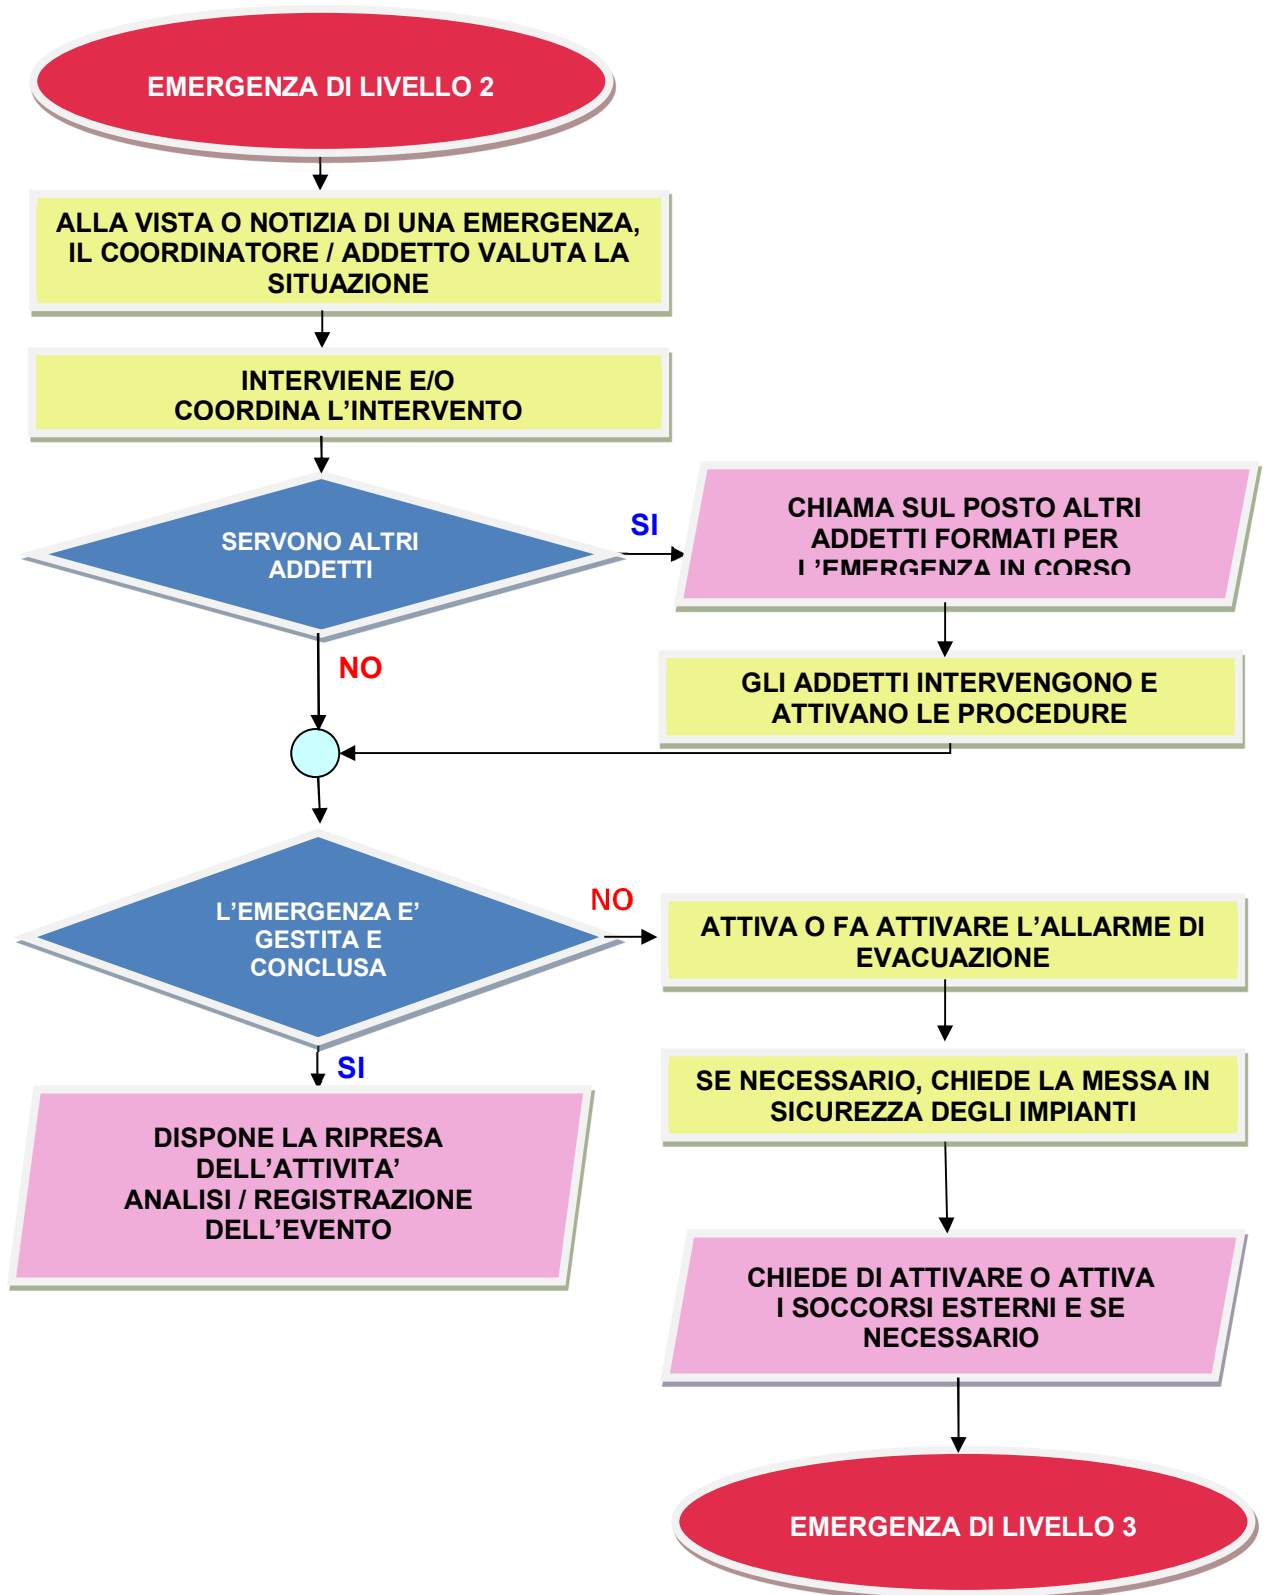 EMERGENZA DI LIVELLO 2
ALLA VISTA O NOTIZIA DI UNA EMERGENZA,
IL COORDINATORE / ADDETTO VALUTA LA
SITUAZIONE
INTERVIENE E/O
COORDINA L’INTERVENTO
SERVONO ALTRI
ADDETTI
SI
CHIAMA SUL POSTO ALTRI
ADDETTI FORMATI PER
L’EMERGENZA IN CORSO
NO
GLI ADDETTI INTERVENGONO E
ATTIVANO LE PROCEDURE
L’EMERGENZA E’
GESTITA E
CONCLUSA
NO
ATTIVA O FA ATTIVARE L’ALLARME DI
EVACUAZIONE
SI
SE NECESSARIO, CHIEDE LA MESSA IN
SICUREZZA DEGLI IMPIANTI
DISPONE LA RIPRESA
DELL’ATTIVITA’
ANALISI / REGISTRAZIONE
DELL’EVENTO
CHIEDE DI ATTIVARE O ATTIVA
I SOCCORSI ESTERNI E SE
NECESSARIO
EMERGENZA DI LIVELLO 3